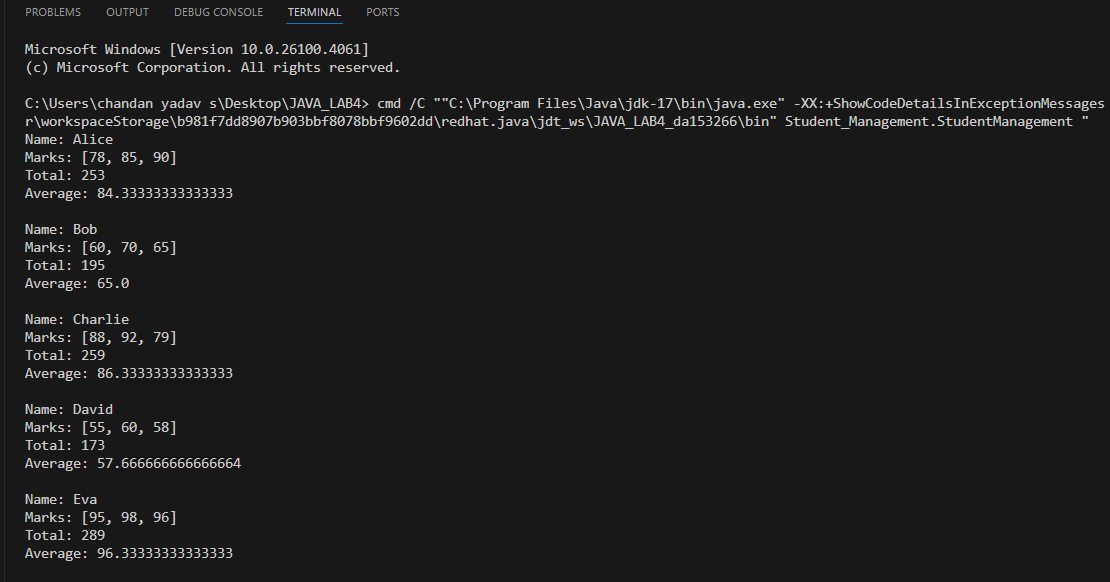 PROBLEMS OUTPUT DEBUG CONSOLE TERMINAL PORTS
Microsoft Windows [Version 10.0.26100.4061]
(c) Microsoft Corporation. All rights reserved.
C:\Users\chandan yadav s\Desktop\JAVA_LAB4> cmd /C ""C:\Program Files\Java\jdk-17\bin\java.exe" -XX:+ShowCodeDetailsInExceptionMessages
r\workspaceStorage\b981f7dd8907b903bbf8078bbf9602dd\redhat.java\jdt_ws\JAVA_LAB4_da153266\bin" Student_Management.StudentManagement "
Name: Alice
Marks: [78, 85, 90]
Total: 253
Average: 84.33333333333333
Name: Bob
Marks: [60, 70, 65]
Total: 195
Average: 65.0
Name: Charlie
Marks: [88, 92, 79]
Total: 259
Average: 86.33333333333333
Name: David
Marks: [55, 60, 58]
Total: 173
Average: 57.666666666666664
Name: Eva
Marks: [95, 98, 96]
Total: 289
Average: 96.33333333333333